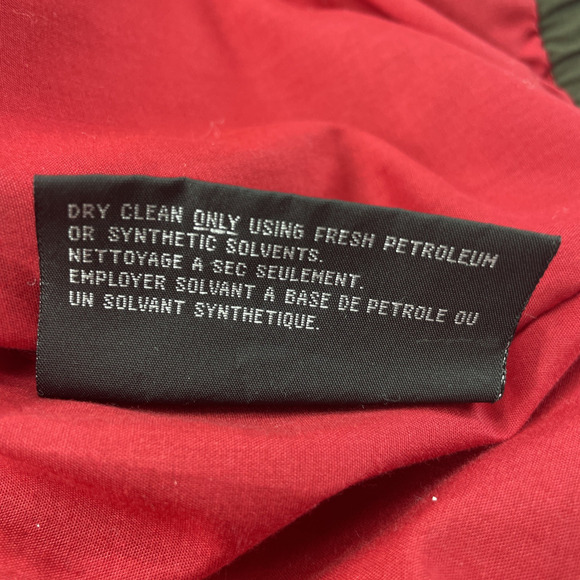 DRY CLEAN ONLY USING FRESH PETROLEUM
OR SYNTHETIC SOLVENTS.
NETTOYAGE A SEC SEULEMENT.
EMPLOYER SOLVANT A BASE DE PETROLE OU
UN SOLVANT SYNTHETIQUE.